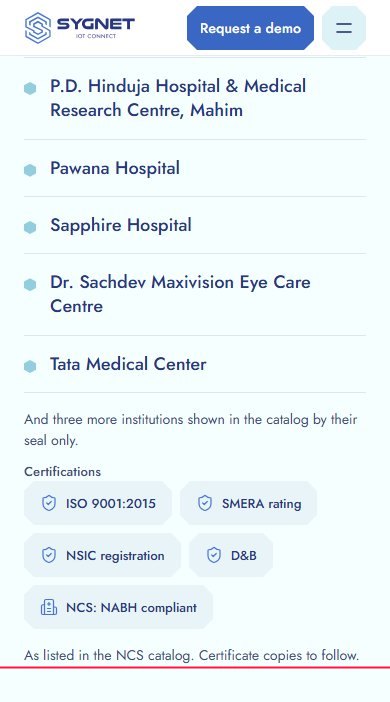 SYGNET
IOT CONNECT
Request a demo
P.D. Hinduja Hospital & Medical
Research Centre, Mahim
Pawana Hospital
Sapphire Hospital
Dr. Sachdev Maxivision Eye Care
Centre
Tata Medical Center
And three more institutions shown in the catalog by their
seal only.
Certifications
ISO 9001:2015
SMERA rating
NSIC registration
D&B
NCS: NABH compliant
As listed in the NCS catalog. Certificate copies to follow.